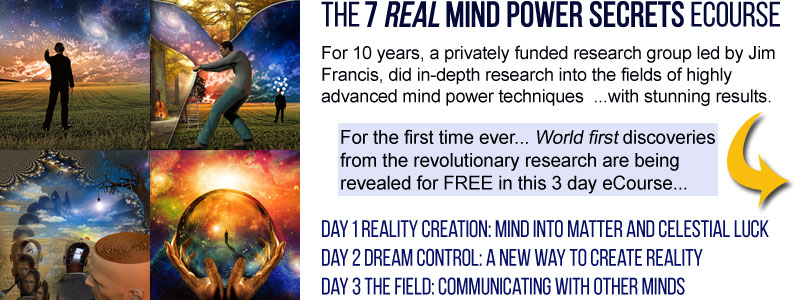 THE 7 REAL MIND POWER SECRETS ECOURSE
For 10 years, a privately funded research group led by Jim
Francis, did in-depth research into the fields of highly
advanced mind power techniques ...with stunning results.
For the first time ever... World first discoveries
from the revolutionary research are being
revealed for FREE in this 3 day eCourse...
DAY 1 REALITY CREATION: MIND INTO MATTER AND CELESTIAL LUCK
DAY 2 DREAM CONTROL: A NEW WAY TO CREATE REALITY
DAY 3 THE FIELD: COMMUNICATING WITH OTHER MINDS